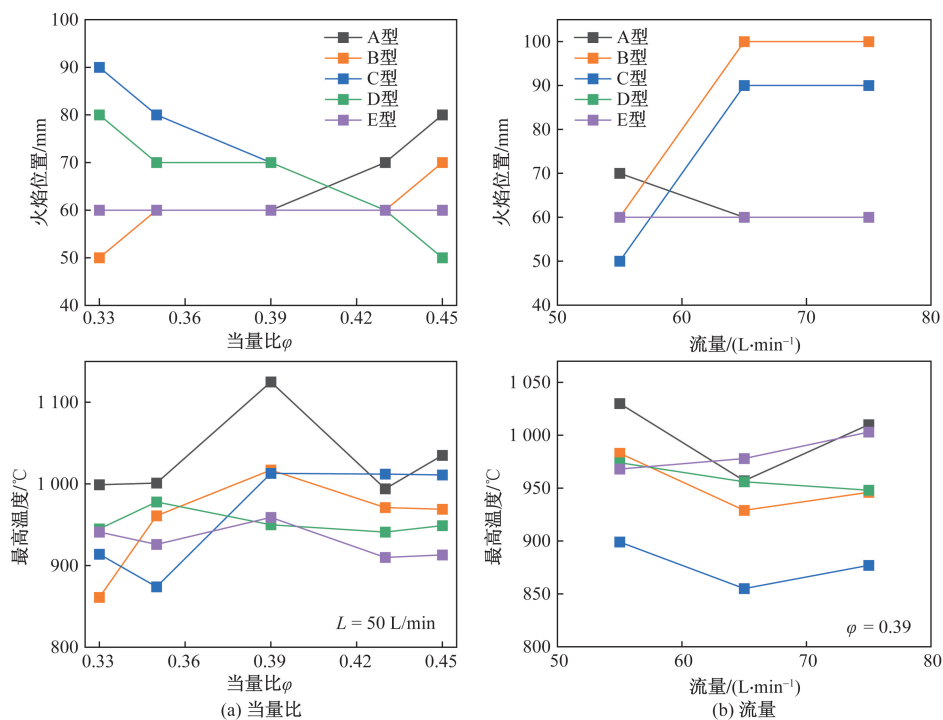 100
90
80
70
60
50
40
火焰位置/mm
A型
B型
C型
D型
E型
0.33
0.36
0.39
0.42
0.45
当量比φ
100
90
80
70
60
50
40
火焰位置/mm
A型
B型
C型
D型
E型
50
60
70
80
流量/(L·min⁻¹)
1 100
1 000
900
800
最高温度/℃
L = 50 L/min
0.33
0.36
0.39
0.42
0.45
当量比φ
(a) 当量比
1 050
1 000
950
900
850
800
最高温度/℃
φ = 0.39
50
60
70
80
流量/(L·min⁻¹)
(b) 流量